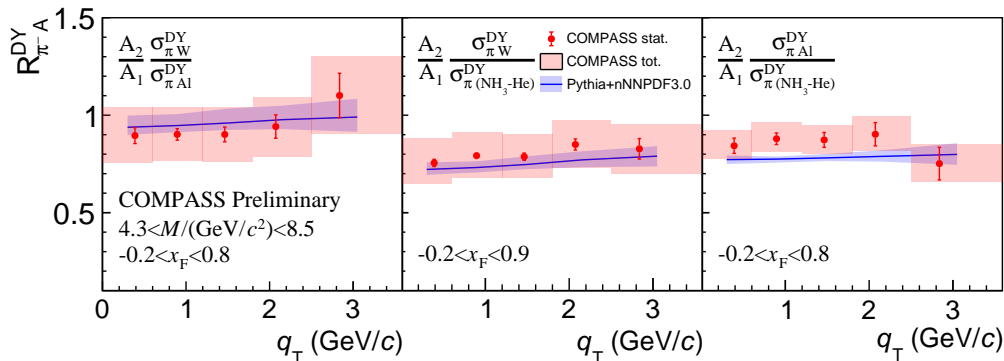 R^DY_π⁻A
1.5
1
0.5
A₂ σ^DY_πW
A₁ σ^DY_πAl
COMPASS Preliminary
4.3<M/(GeV/c²)<8.5
-0.2<x_F<0.8
A₂ σ^DY_πW
A₁ σ^DY_π(NH₃-He)
COMPASS stat.
COMPASS tot.
Pythia+nNNPDF3.0
-0.2<x_F<0.9
A₂ σ^DY_πAl
A₁ σ^DY_π(NH₃-He)
-0.2<x_F<0.8
0 1 2 3 1 2 3 1 2 3
q_T (GeV/c) q_T (GeV/c) q_T (GeV/c)